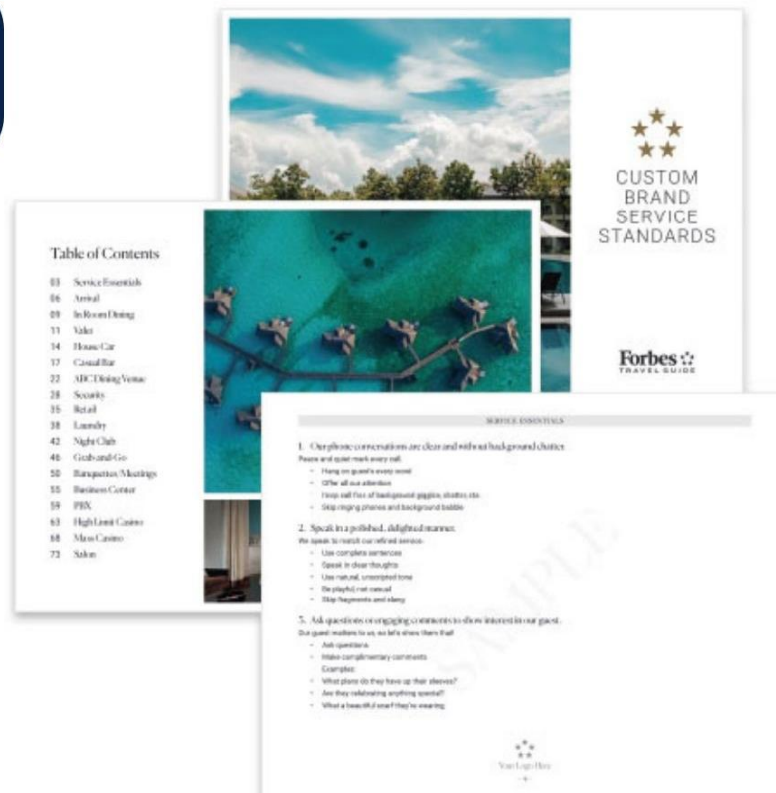 CUSTOM
BRAND
SERVICE
STANDARDS
Forbes
TRAVEL GUIDE
Table of Contents
03 Service Essentials
06 Arrival
09 In Room Dining
11 Valet
14 House Car
17 Casual Bar
22 ABC Dining Venue
28 Security
35 Retail
38 Laundry
42 Night Club
46 Grab and Go
50 Banquettes/Meetings
55 Business Center
59 PBX
63 High Limit Casino
68 Mass Casino
73 Salon
SERVICE ESSENTIALS
1. Our phone conversations are clear and without background chatter.
Peace and quiet mark every call.
- Hang on guest's every word
- Offer all our attention
- Keep call free of background giggles, chatter, etc.
- Skip ringing phones and background babble
2. Speak in a polished, delighted manner.
We speak to match our refined service.
- Use complete sentences
- Speak in clear thoughts
- Use natural, unscripted tone
- Be playful, not casual
- Skip fragments and slang
3. Ask questions or engaging comments to show interest in our guest.
Our guest matters to us, so let's show them that!
- Ask questions
- Make complimentary comments
Examples:
- What plans do they have up their sleeves?
- Are they celebrating anything special?
- What a beautiful scarf they're wearing
SAMPLE
Your Logo Here